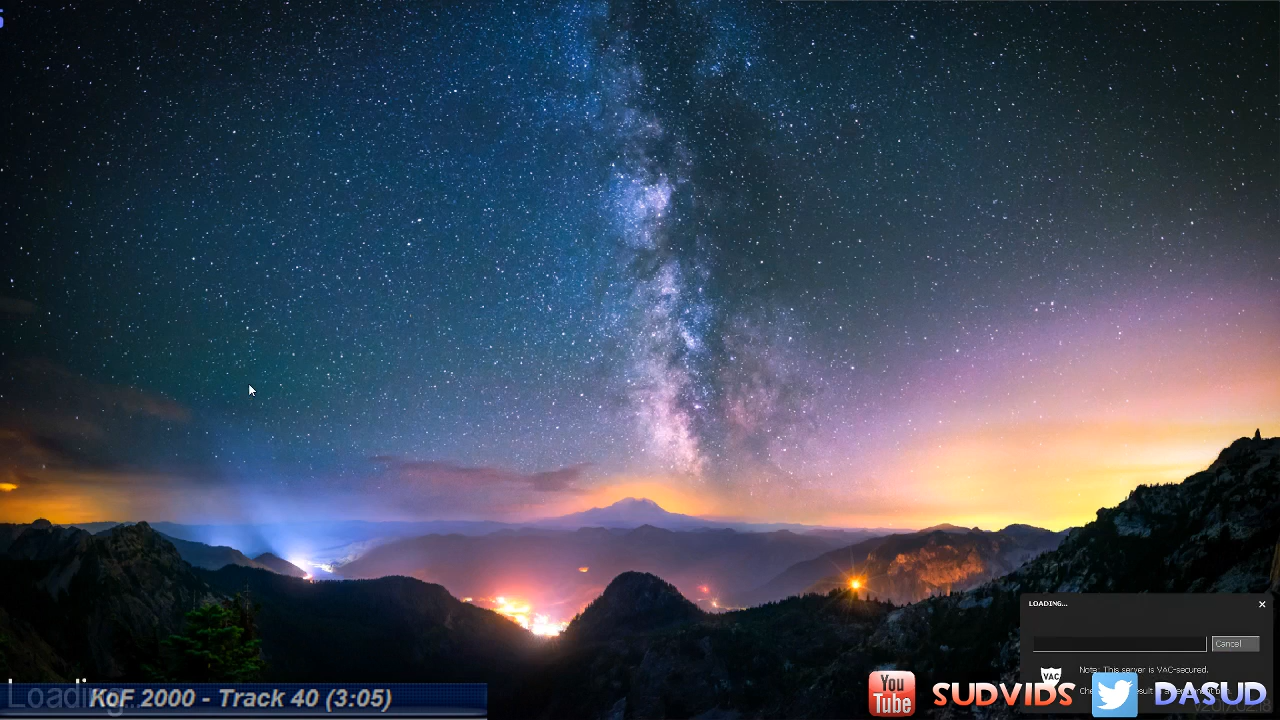 LOADING...
Cancel
VAC
Note: This server is VAC-secured.
Loading...
KoF 2000 - Track 40 (3:05)
You
Tube
SUDVIDS
DASUD